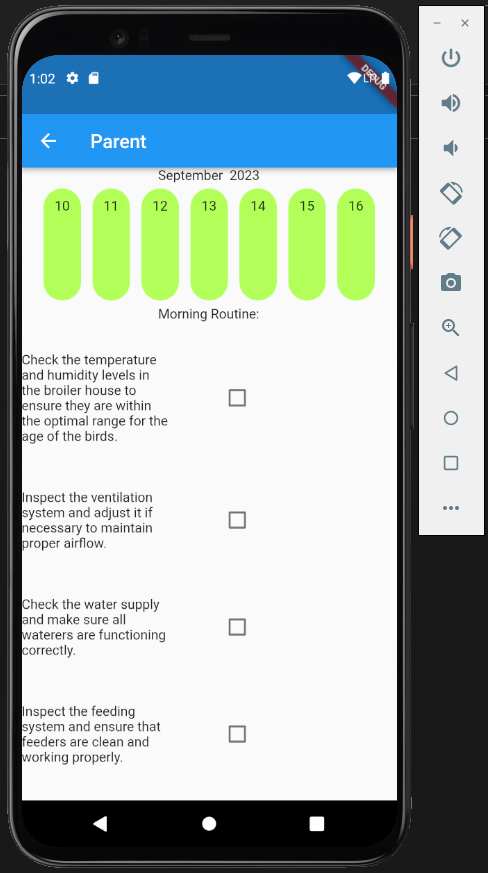 1:02
DEBUG
Parent
September 2023
10 11 12 13 14 15 16
Morning Routine:
Check the temperature
and humidity levels in
the broiler house to
ensure they are within
the optimal range for the
age of the birds.
Inspect the ventilation
system and adjust it if
necessary to maintain
proper airflow.
Check the water supply
and make sure all
waterers are functioning
correctly.
Inspect the feeding
system and ensure that
feeders are clean and
working properly.